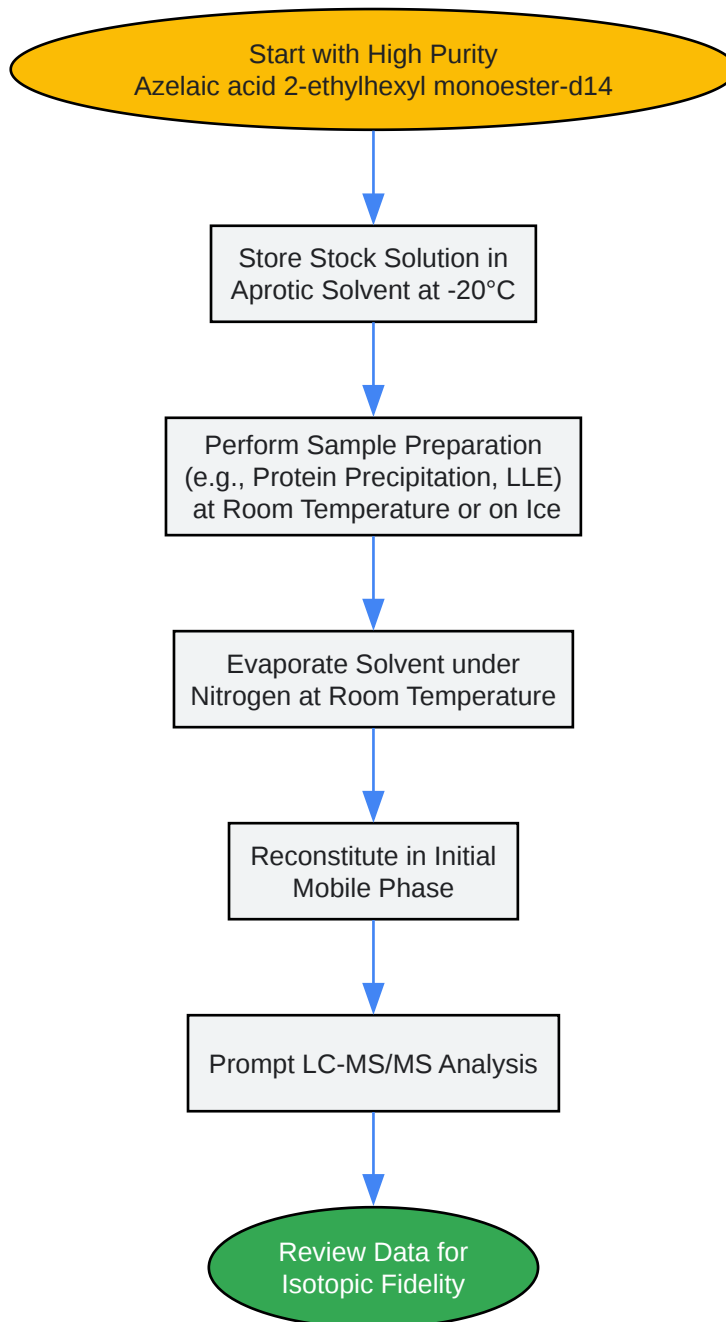 Start with High Purity
Azelaic acid 2-ethylhexyl monoester-d14
Store Stock Solution in
Aprotic Solvent at -20°C
Perform Sample Preparation
(e.g., Protein Precipitation, LLE)
at Room Temperature or on Ice
Evaporate Solvent under
Nitrogen at Room Temperature
Reconstitute in Initial
Mobile Phase
Prompt LC-MS/MS Analysis
Review Data for
Isotopic Fidelity